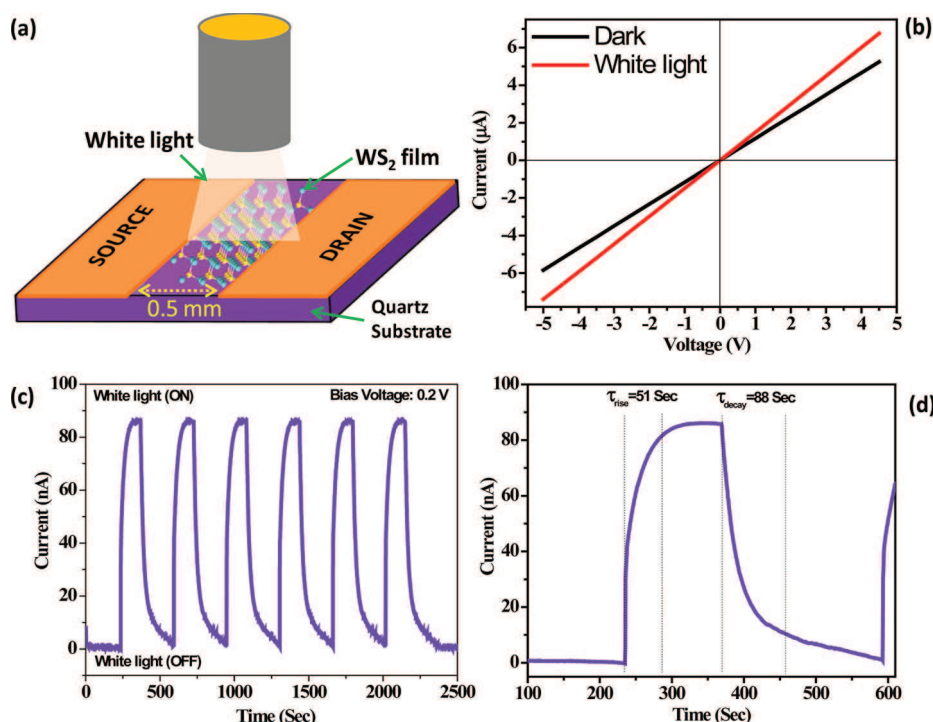 (a)
White light
WS₂ film
SOURCE
DRAIN
0.5 mm
Quartz
Substrate
(b)
Dark
White light
Current (μA)
6
4
2
0
-2
-4
-6
-5 -4 -3 -2 -1 0 1 2 3 4 5
Voltage (V)
(c)
White light (ON)
Bias Voltage: 0.2 V
Current (nA)
100
80
60
40
20
0
White light (OFF)
0 500 1000 1500 2000 2500
Time (Sec)
(d)
τrise=51 Sec
τdecay=88 Sec
Current (nA)
100
80
60
40
20
0
100 200 300 400 500 600
Time (Sec)